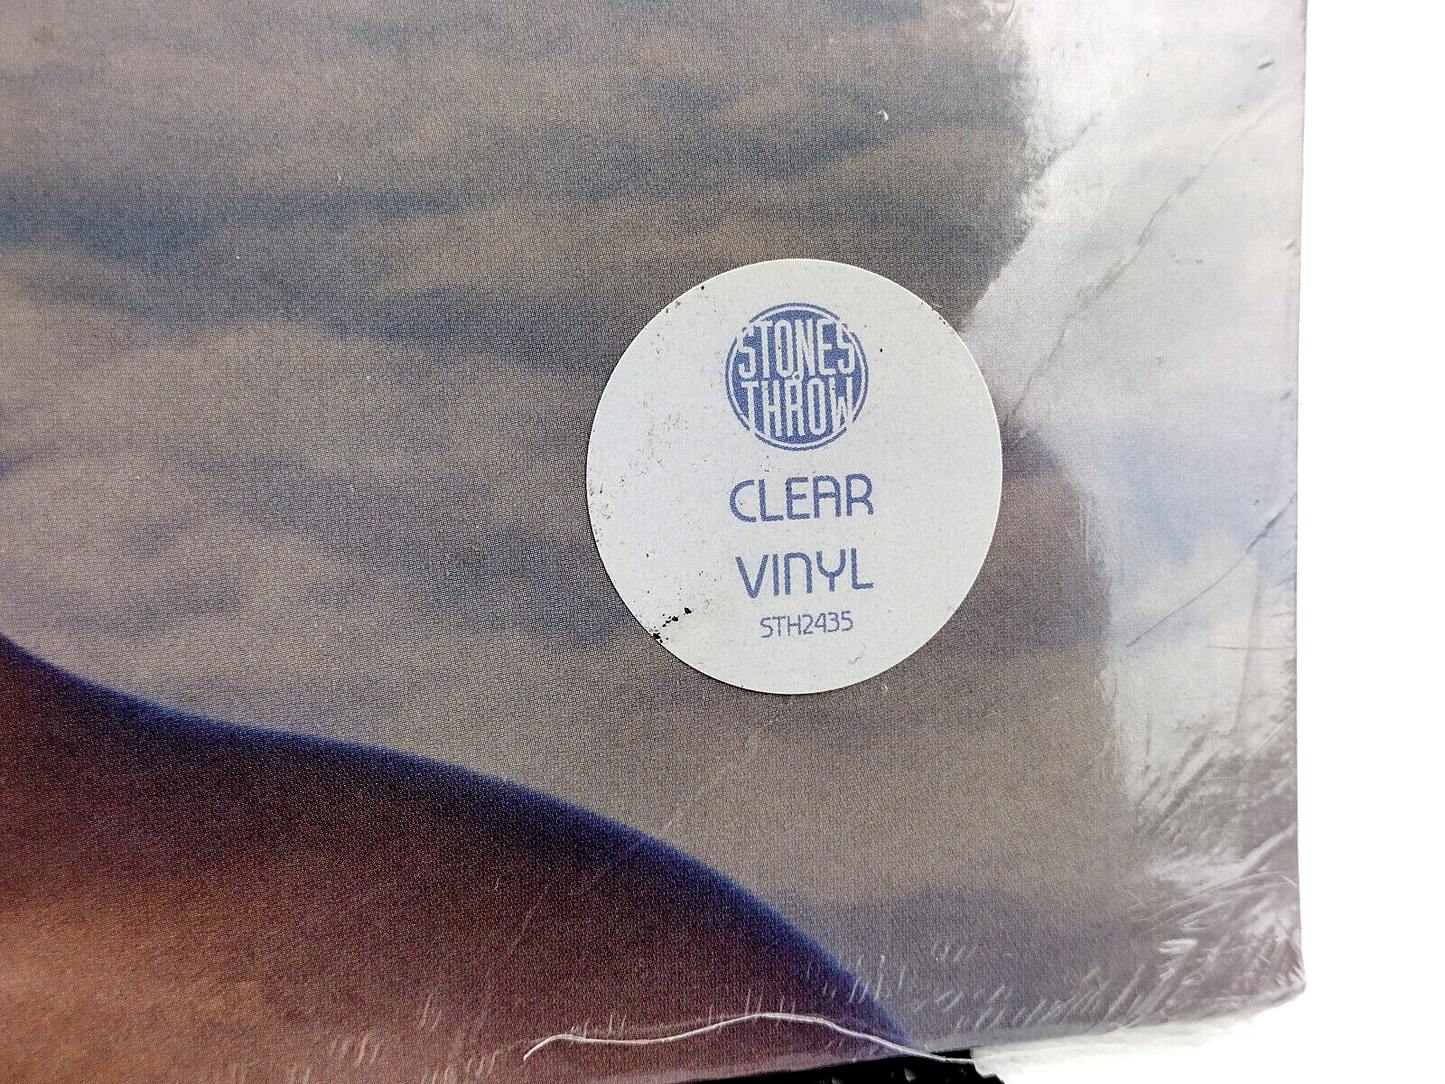 STONES
THROW
CLEAR
VINYL
STH2435